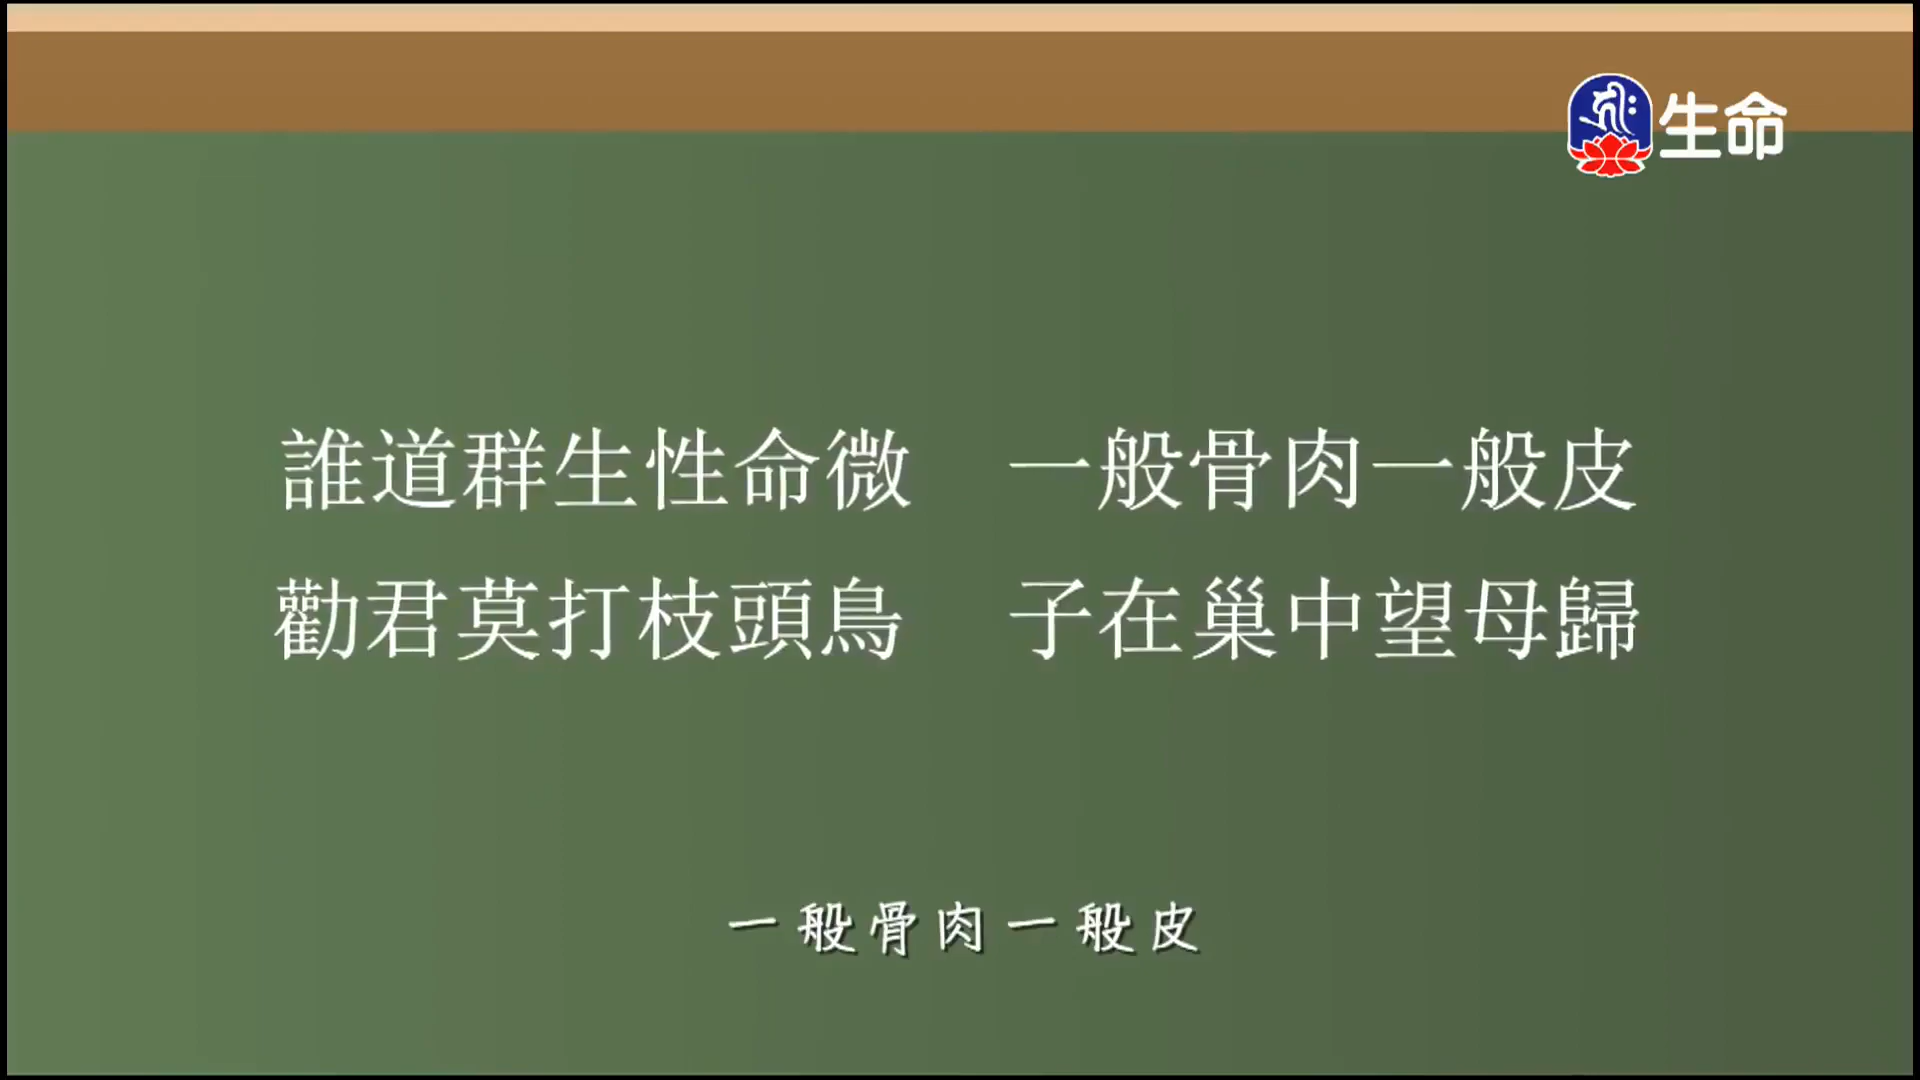 生命
誰道群生性命微　一般骨肉一般皮
勸君莫打枝頭鳥　子在巢中望母歸
一般骨肉一般皮